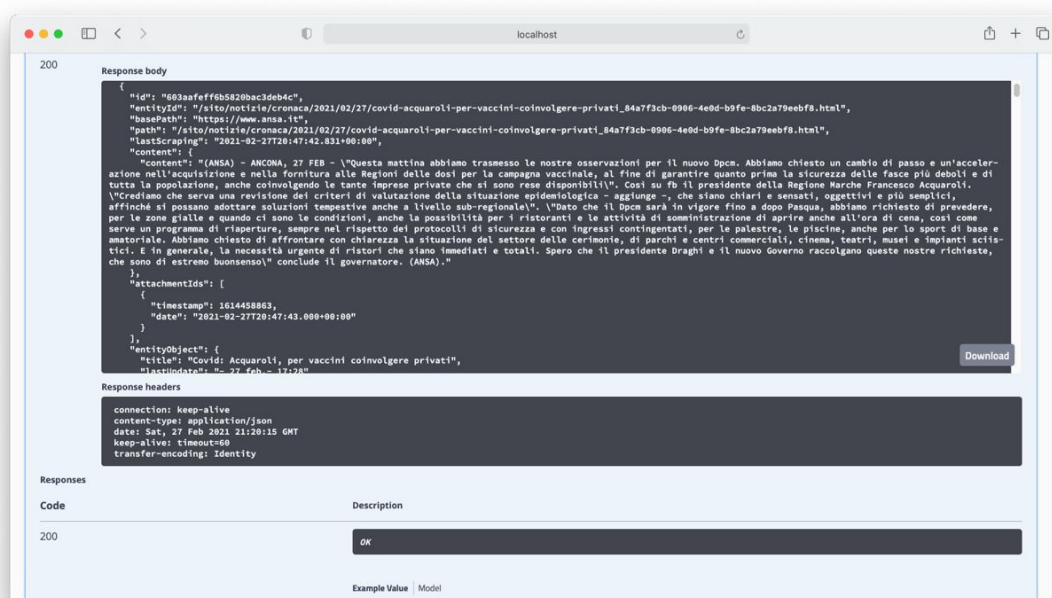 localhost
200
Response body
{
"id": "603aafeff6b5820bac3deb4c",
"entityId": "/sito/notizie/cronaca/2021/02/27/covid-acquaroli-per-vaccini-coinvolgere-privati_84a7f3cb-0906-4e0d-b9fe-8bc2a79eebf8.html",
"basePath": "https://www.ansa.it",
"path": "/sito/notizie/cronaca/2021/02/27/covid-acquaroli-per-vaccini-coinvolgere-privati_84a7f3cb-0906-4e0d-b9fe-8bc2a79eebf8.html",
"lastScraping": "2021-02-27T20:47:42.831+00:00",
"content": {
"content": "(ANSA) - ANCONA, 27 FEB - \"Questa mattina abbiamo trasmesso le nostre osservazioni per il nuovo Dpcm. Abbiamo chiesto un cambio di passo e un'acceler-
azione nell'acquisizione e nella fornitura alle Regioni delle dosi per la campagna vaccinale, al fine di garantire quanto prima la sicurezza delle fasce più deboli e di
tutta la popolazione, anche coinvolgendo le tante imprese private che si sono rese disponibili\". Così su fb il presidente della Regione Marche Francesco Acquaroli.
\"Crediamo che serva una revisione dei criteri di valutazione della situazione epidemiologica - aggiunge -, che siano chiari e sensati, oggettivi e più semplici,
affinché si possano adottare soluzioni tempestive anche a livello sub-regionale\". \"Dato che il Dpcm sarà in vigore fino a dopo Pasqua, abbiamo richiesto di prevedere,
per le zone gialle e quando ci sono le condizioni, anche la possibilità per i ristoranti e le attività di somministrazione di aprire anche all'ora di cena, così come
serve un programma di riaperture, sempre nel rispetto dei protocolli di sicurezza e con ingressi contingentati, per le palestre, le piscine, anche per lo sport di base e
amatoriale. Abbiamo chiesto di affrontare con chiarezza la situazione del settore delle cerimonie, di parchi e centri commerciali, cinema, teatri, musei e impianti sciis-
tici. E in generale, la necessità urgente di ristori che siano immediati e totali. Spero che il presidente Draghi e il nuovo Governo raccolgano queste nostre richieste,
che sono di estremo buonsenso\" conclude il governatore. (ANSA)."
},
"attachmentIds": [
{
"timestamp": 1614458863,
"date": "2021-02-27T20:47:43.000+00:00"
}
],
"entityObject": {
"title": "Covid: Acquaroli, per vaccini coinvolgere privati",
"lastUpdate": "- 27 feb.- 17:28"
Download
Response headers
connection: keep-alive
content-type: application/json
date: Sat, 27 Feb 2021 21:20:15 GMT
keep-alive: timeout=60
transfer-encoding: Identity
Responses
Code Description
200 OK
Example Value Model